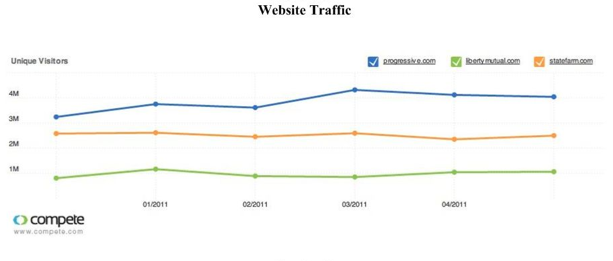 Website Traffic
Unique Visitors
progressive.com
libertymutual.com
statefarm.com
4M
3M
2M
1M
01/2011
02/2011
03/2011
04/2011
compete
www.compete.com